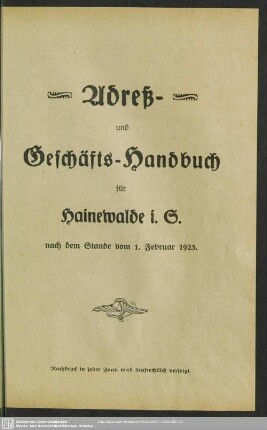 Adreß-
und
Geschäfts-Handbuch
für
Hainewalde i. S.
nach dem Stande vom 1. Februar 1925.
Nachdruck in jeder Form wird strafrechtlich verfolgt.